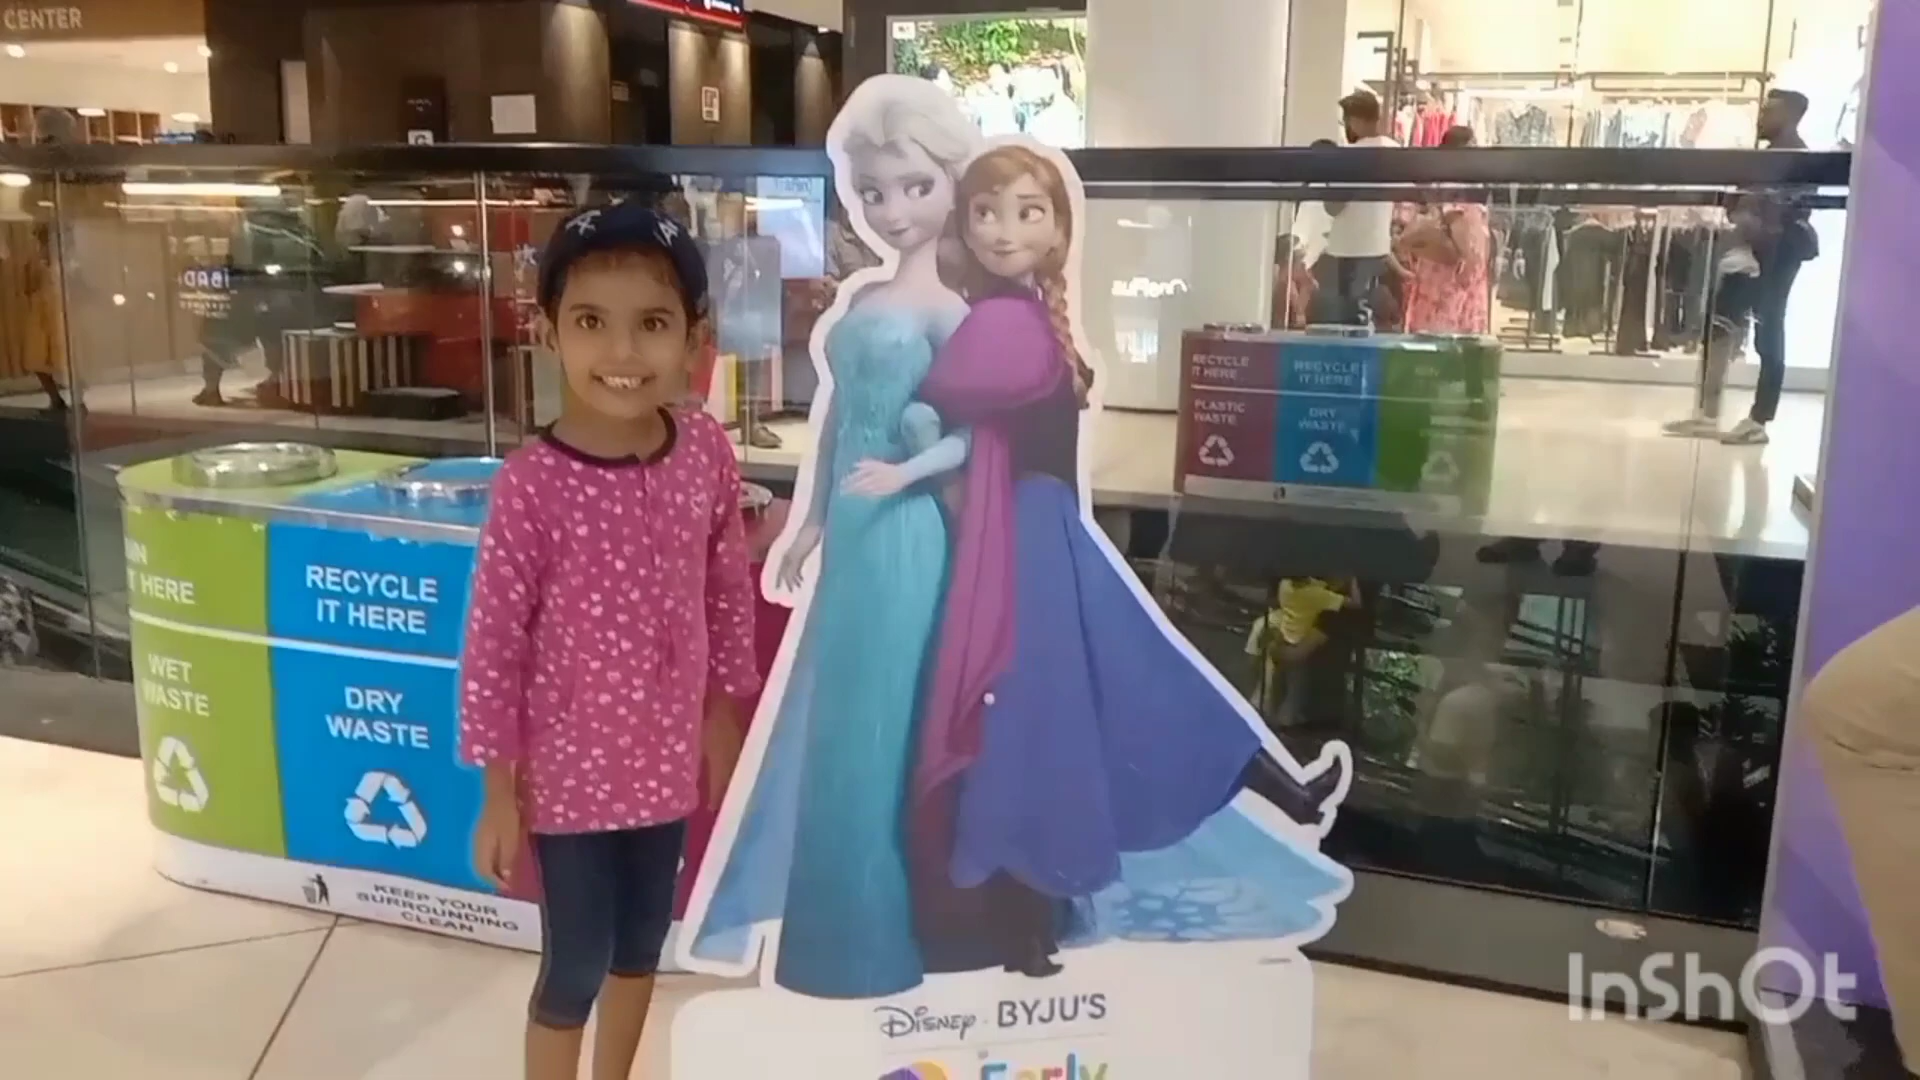 CENTER
RECYCLE
IT HERE
PLASTIC
WASTE
RECYCLE
IT HERE
DRY
WASTE
T HERE
WET
WASTE
RECYCLE
IT HERE
DRY
WASTE
KEEP YOUR
SURROUNDING
CLEAN
Disney BYJU'S
Early
InShOt